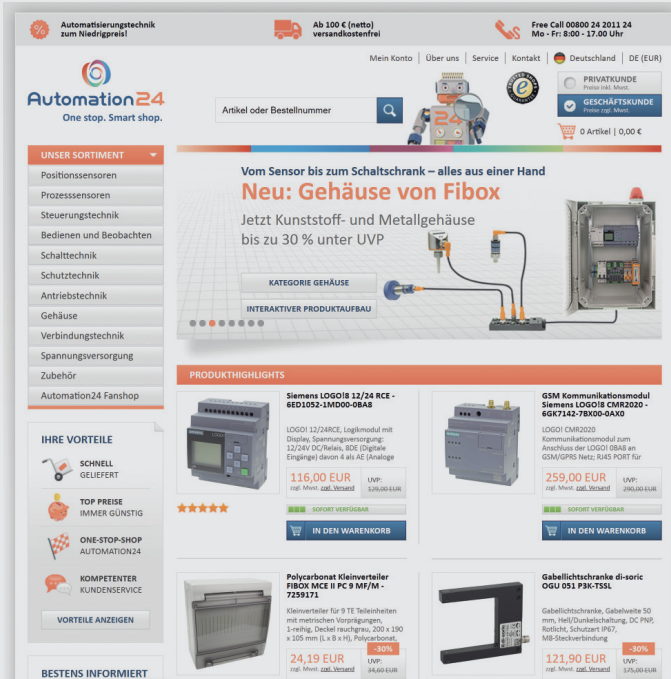 Automatisierungstechnik
zum Niedrigpreis!
Ab 100 € (netto)
versandkostenfrei
Free Call 00800 24 2011 24
Mo - Fr: 8:00 - 17.00 Uhr
Mein Konto | Über uns | Service | Kontakt | Deutschland | DE (EUR)
Automation24
One stop. Smart shop.
Artikel oder Bestellnummer
24
TRUSTED SHOPS
e
PRIVATKUNDE
Preise inkl. Mwst.
GESCHÄFTSKUNDE
Preise zzgl. Mwst.
0 Artikel | 0,00 €
UNSER SORTIMENT
Positionssensoren
Prozesssensoren
Steuerungstechnik
Bedienen und Beobachten
Schalttechnik
Schutztechnik
Antriebstechnik
Gehäuse
Verbindungstechnik
Spannungsversorgung
Zubehör
Automation24 Fanshop
Vom Sensor bis zum Schaltschrank – alles aus einer Hand
Neu: Gehäuse von Fibox
Jetzt Kunststoff- und Metallgehäuse
bis zu 30 % unter UVP
KATEGORIE GEHÄUSE
INTERAKTIVER PRODUKTAUFBAU
IHRE VORTEILE
SCHNELL
GELIEFERT
TOP PREISE
IMMER GÜNSTIG
ONE-STOP-SHOP
AUTOMATION24
KOMPETENTER
KUNDENSERVICE
VORTEILE ANZEIGEN
BESTENS INFORMIERT
PRODUKTHIGHLIGHTS
Siemens LOGO!8 12/24 RCE -
6ED1052-1MD00-0BA8
LOGO! 12/24RCE, Logikmodul mit
Display, Spannungsversorgung:
12/24V DC/Relais, 8DE (Digitale
Eingänge) davon 4 als AE (Analoge
116,00 EUR
zzgl. Mwst. zzgl. Versand
UVP:
129,00 EUR
SOFORT VERFÜGBAR
IN DEN WARENKORB
GSM Kommunikationsmodul
Siemens LOGO!8 CMR2020 -
6GK7142-7BX00-0AX0
LOGO! CMR2020
Kommunikationsmodul zum
Anschluss der LOGO! 0BA8 an
GSM/GPRS Netz; RJ45 PORT für
259,00 EUR
zzgl. Mwst. zzgl. Versand
UVP:
290,00 EUR
SOFORT VERFÜGBAR
IN DEN WARENKORB
Polycarbonat Kleinverteiler
FIBOX MCE II PC 9 MF/M -
7259171
Kleinverteiler für 9 TE Teileinheiten
mit metrischen Vorprägungen,
1-reihig, Deckel rauchgrau, 200 x 190
x 105 mm (L x B x H), Polycarbonat,
-30%
24,19 EUR
zzgl. Mwst. zzgl. Versand
UVP:
34,60 EUR
Gabellichtschranke di-soric
OGU 051 P3K-TSSL
Gabellichtschranke, Gabelweite 50
mm, Hell/Dunkelschaltung, DC PNP,
Rotlicht, Schutzart IP67,
M8-Steckverbindung
-30%
121,90 EUR
zzgl. Mwst. zzgl. Versand
UVP:
175,00 EUR